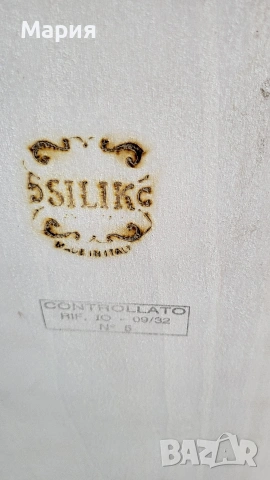 Мария
SILIK
MADE IN ITALY
CONTROLLATO
RIF. IO - 09/32
N° 6
BAZAR